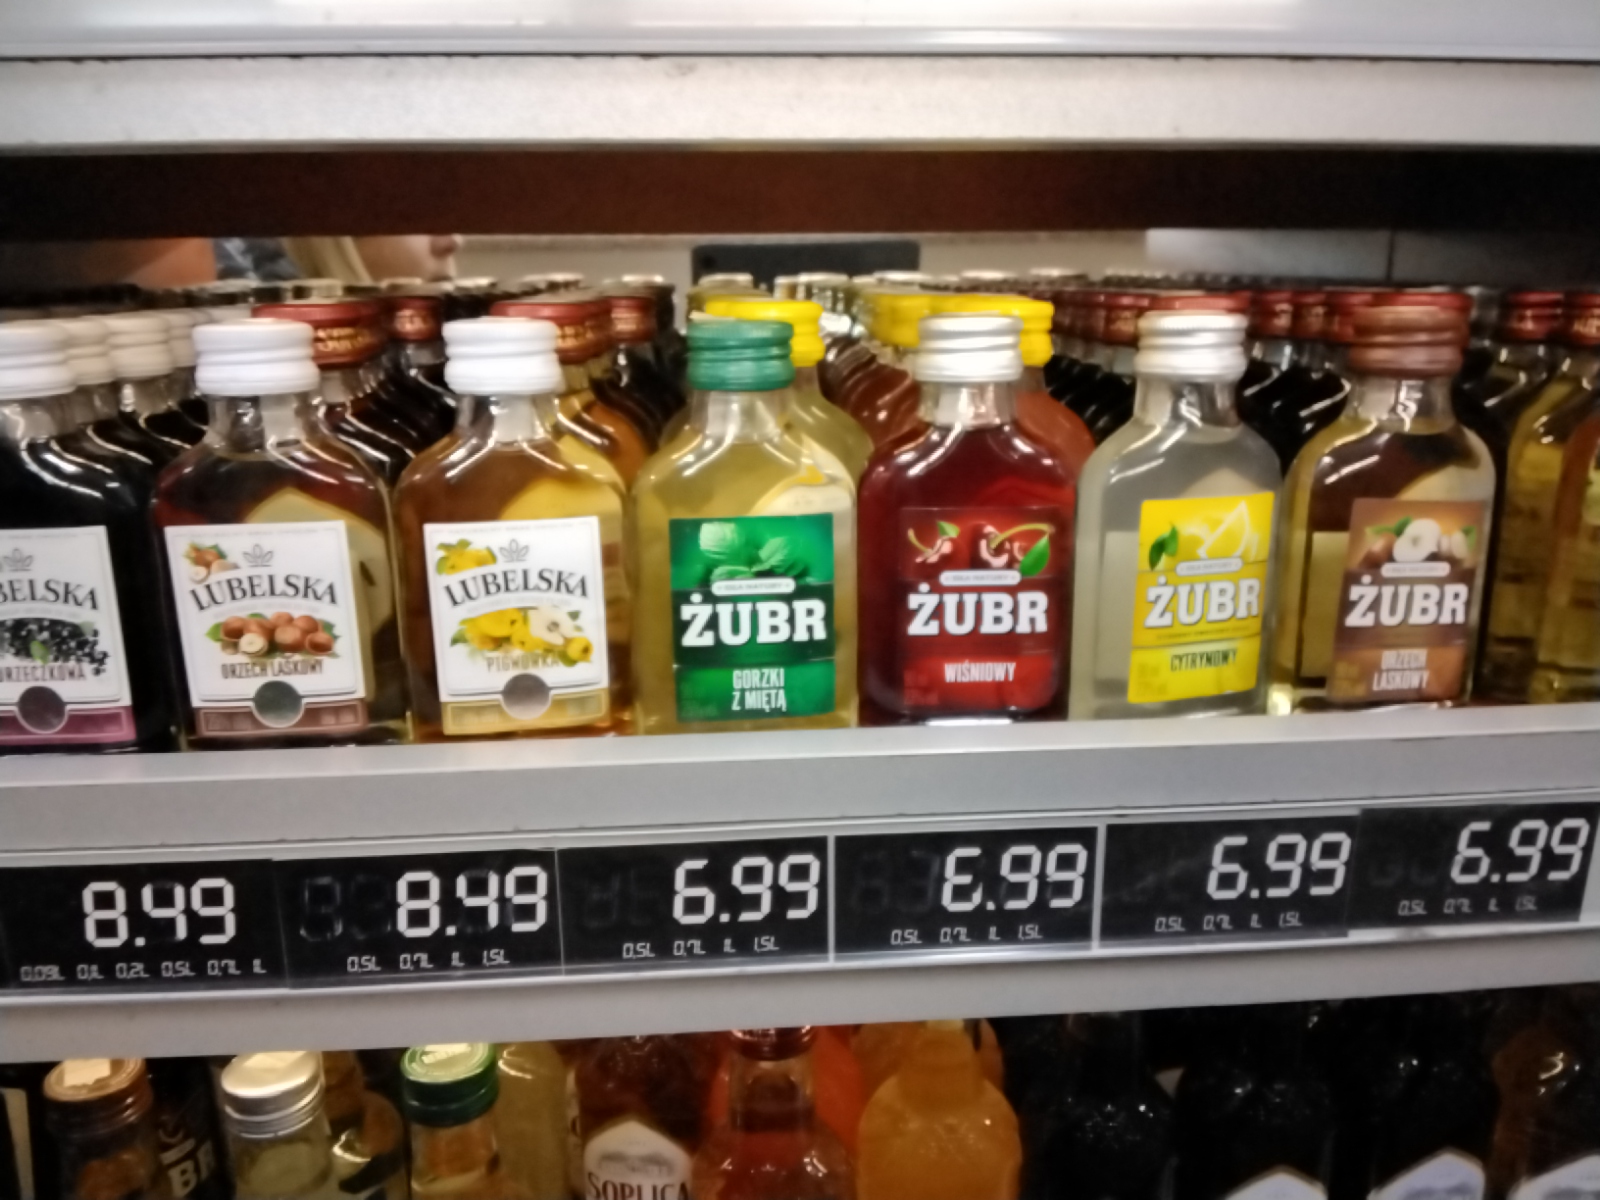 LUBELSKA
LUBELSKA
ORZECH LASKOWY
LUBELSKA
PIGWÓWKA
ŻUBR
GORZKI
Z MIĘTĄ
ŻUBR
WIŚNIOWY
ŻUBR
CYTRYNOWY
ŻUBR
LASKOWY
8.49
0,09L 0,1L 0,2L 0,5L 0,7L 1L
8.49
0,5L 0,7L 1L 1,5L
6.99
0,5L 0,7L 1L 1,5L
6.99
0,5L 0,7L 1L 1,5L
6.99
0,5L 0,7L 1L 1,5L
6.99
0,5L 0,7L 1L 1,5L
SOPLICA